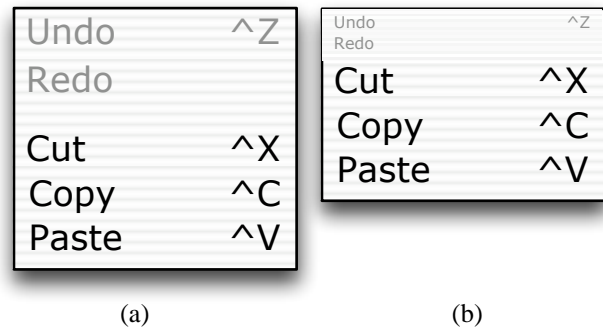 Undo ^Z
Redo
Cut ^X
Copy ^C
Paste ^V
(a)
Undo ^Z
Redo
Cut ^X
Copy ^C
Paste ^V
(b)